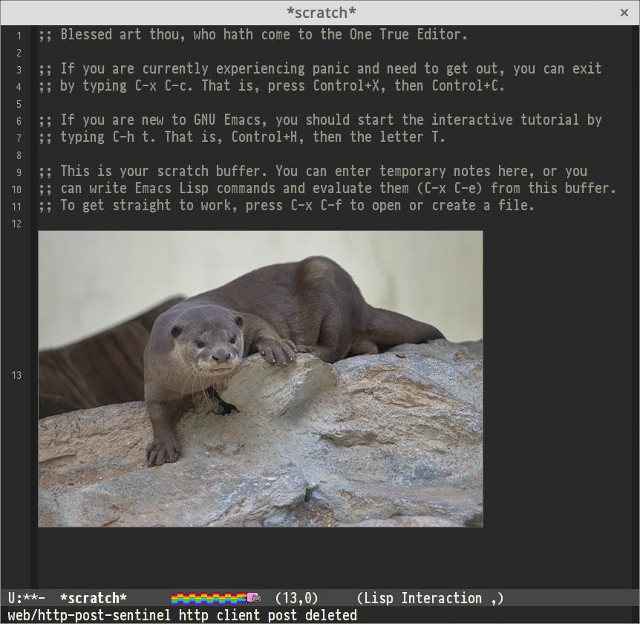 *scratch* ×
1 ;; Blessed art thou, who hath come to the One True Editor.
2
3 ;; If you are currently experiencing panic and need to get out, you can exit
4 ;; by typing C-x C-c. That is, press Control+X, then Control+C.
5
6 ;; If you are new to GNU Emacs, you should start the interactive tutorial by
7 ;; typing C-h t. That is, Control+H, then the letter T.
8
9 ;; This is your scratch buffer. You can enter temporary notes here, or you
10 ;; can write Emacs Lisp commands and evaluate them (C-x C-e) from this buffer.
11 ;; To get straight to work, press C-x C-f to open or create a file.
12
13
U:**- *scratch* (13,0) (Lisp Interaction ,)
web/http-post-sentinel http client post deleted